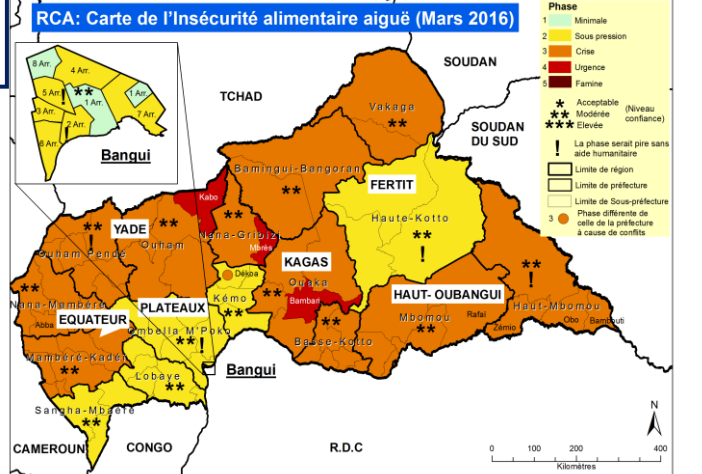 RCA: Carte de l'Insécurité alimentaire aiguë (Mars 2016)
Phase
1 Minimale
2 Sous pression
3 Crise
4 Urgence
5 Famine
* Acceptable
** Modérée
*** Elevée
(Niveau confiance)
! La phase serait pire sans
aide humanitaire
Limite de région
Limite de préfecture
Limite de Sous-préfecture
3 Phase différente de
celle de la préfecture
à cause de conflits
8 Arr.
4 Arr.
5 Arr.
!
**
1 Arr.
1 Arr.
3 Arr.
2 Arr.
!
7 Arr.
6 Arr.
Bangui
TCHAD
SOUDAN
SOUDAN
DU SUD
Vakaga
**
Bamingui-Bangoran
**
FERTIT
Haute-Kotto
**
!
Kabo
YADE
**
!
Ouham Pendé
**
Ouham
**
Nana-Gribizi
Mbrès
KAGAS
Ouaka
**
Bambari
Dékoa
Kémo
**
**
Nana-Mambéré
Abba
EQUATEUR
PLATEAUX
Ombella M'Poko
**
!
Mambéré-Kadéï
**
Lobaye
**
Sangha-Mbaéré
**
Bangui
**
Basse-Kotto
HAUT- OUBANGUI
Mbomou
**
Rafai
Zémio
**
!
Haut-Mbomou
Obo
Bambouti
CAMEROUN
CONGO
R.D.C
N
0 100 200 400
Kilomètres